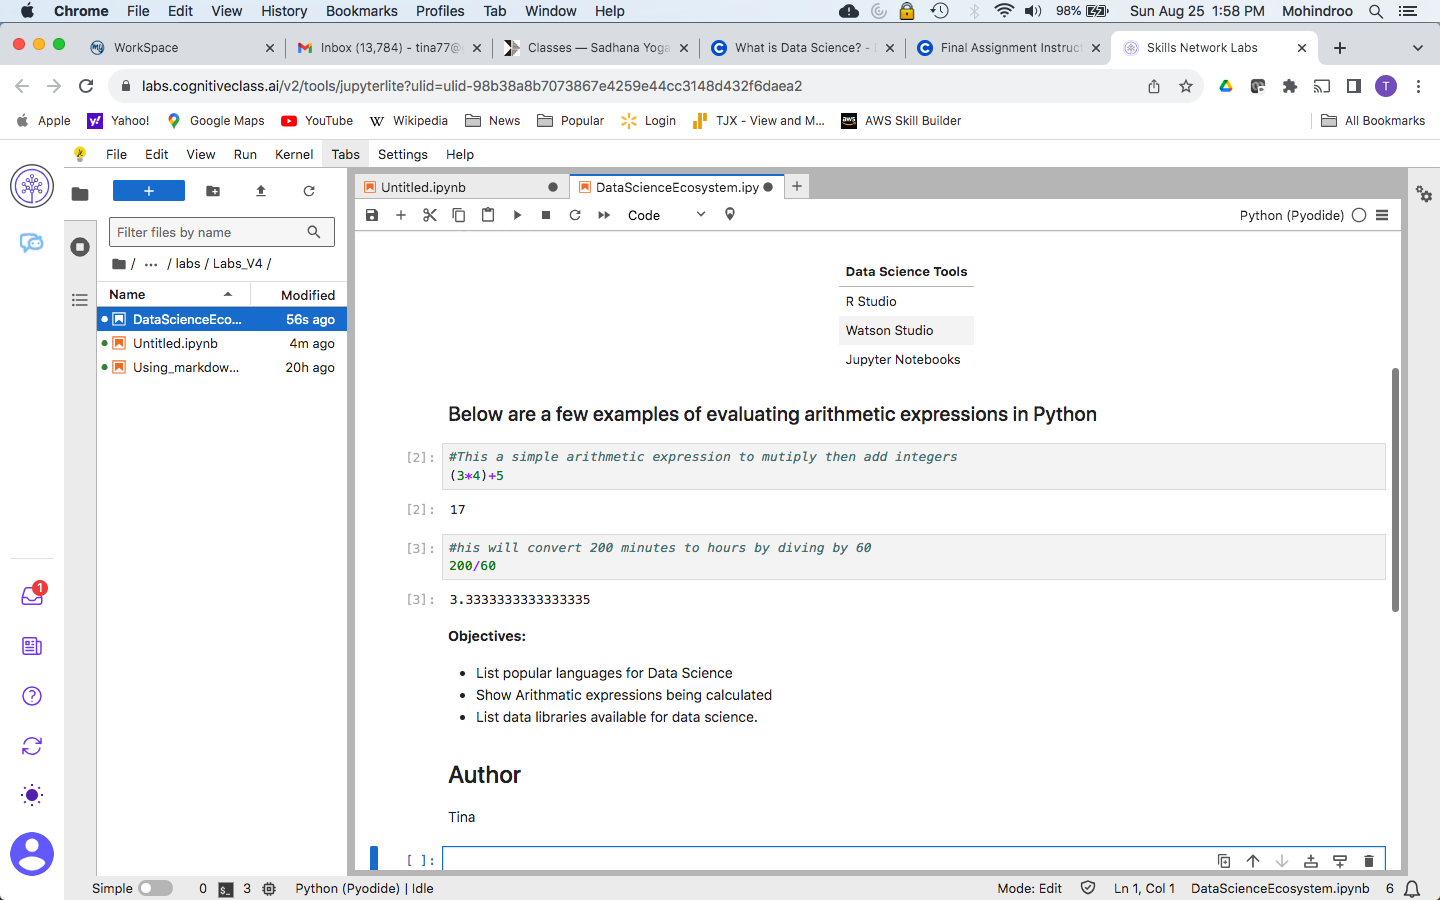 Chrome File Edit View History Bookmarks Profiles Tab Window Help 98% Sun Aug 25 1:58 PM Mohindroo
WorkSpace Inbox (13,784) - tina77@ Classes — Sadhana Yoga What is Data Science? - Final Assignment Instruct Skills Network Labs
labs.cognitiveclass.ai/v2/tools/jupyterlite?ulid=ulid-98b38a8b7073867e4259e44cc3148d432f6daea2 T
Apple Yahoo! Google Maps YouTube Wikipedia News Popular Login TJX - View and M... AWS Skill Builder All Bookmarks
File Edit View Run Kernel Tabs Settings Help
Untitled.ipynb DataScienceEcosystem.ipy
Code Python (Pyodide)
Filter files by name
/ ... / labs / Labs_V4 /
Name Modified
DataScienceEco... 56s ago
Untitled.ipynb 4m ago
Using_markdow... 20h ago
Data Science Tools
R Studio
Watson Studio
Jupyter Notebooks
Below are a few examples of evaluating arithmetic expressions in Python
[2]: #This a simple arithmetic expression to mutiply then add integers
(3*4)+5
[2]: 17
[3]: #his will convert 200 minutes to hours by diving by 60
200/60
[3]: 3.3333333333333335
Objectives:
• List popular languages for Data Science
• Show Arithmatic expressions being calculated
• List data libraries available for data science.
Author
Tina
[ ]:
1
Simple 0 3 Python (Pyodide) | Idle Mode: Edit Ln 1, Col 1 DataScienceEcosystem.ipynb 6